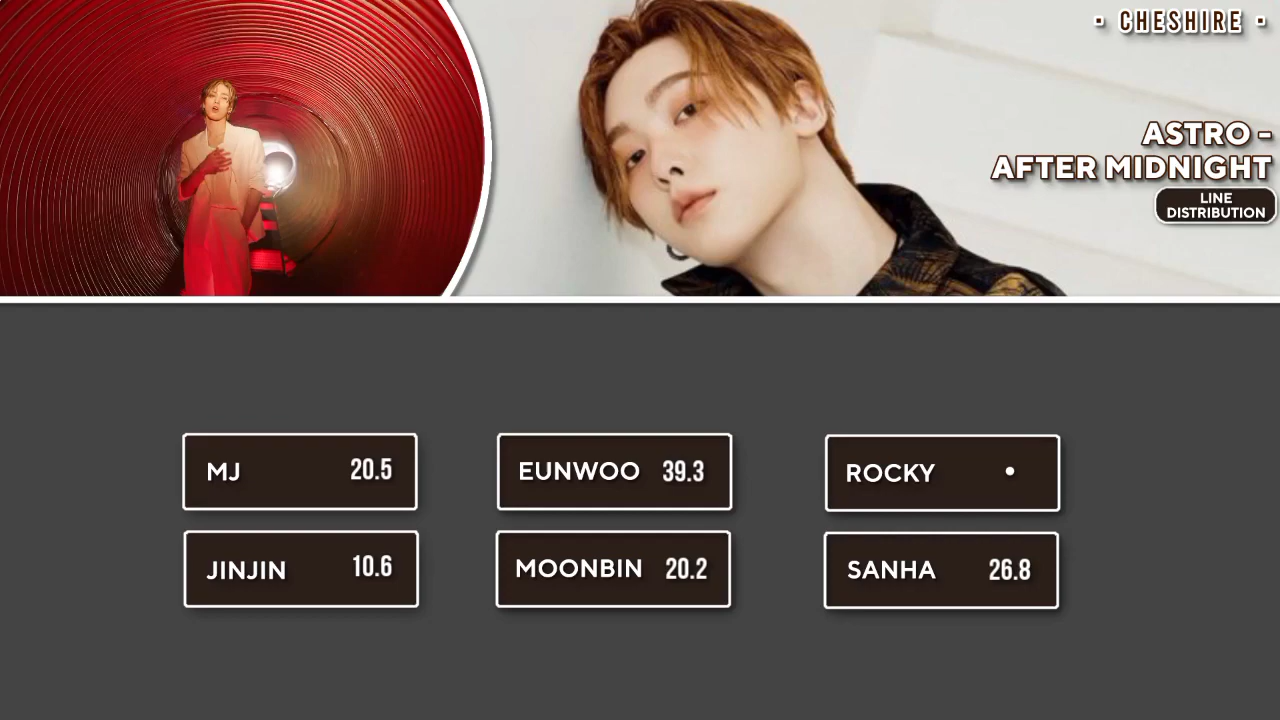 · CHESHIRE ·
ASTRO -
AFTER MIDNIGHT
LINE
DISTRIBUTION
MJ 20.5
EUNWOO 39.3
ROCKY •
JINJIN 10.6
MOONBIN 20.2
SANHA 26.8